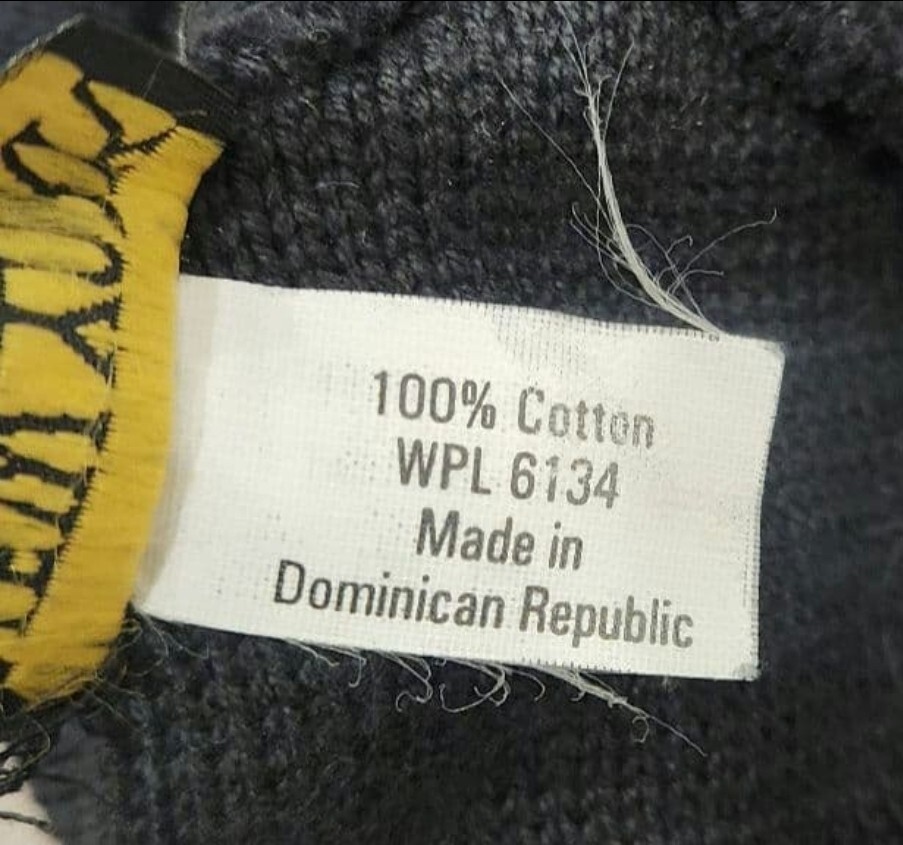 100% Cotton
WPL 6134
Made in
Dominican Republic